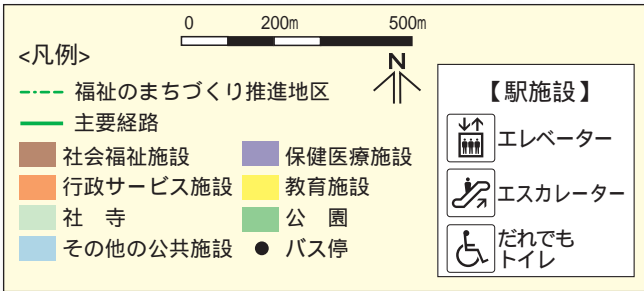 0 200m 500m
<凡例>
N
福祉のまちづくり推進地区
主要経路
社会福祉施設 保健医療施設
行政サービス施設 教育施設
社 寺 公 園
その他の公共施設 バス停
【駅施設】
エレベーター
エスカレーター
だれでも
トイレ